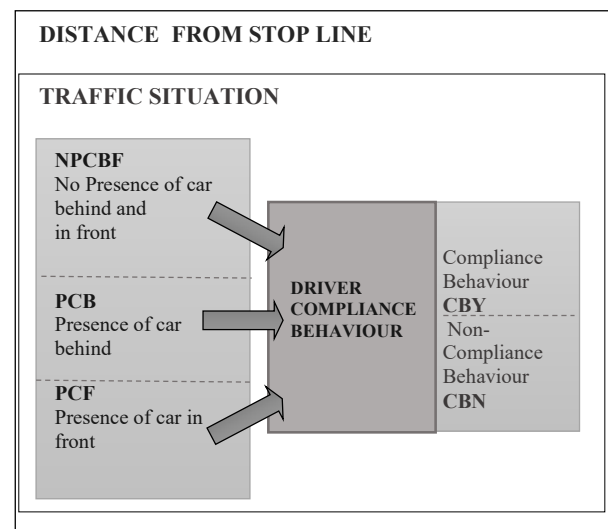 DISTANCE FROM STOP LINE
TRAFFIC SITUATION
NPCBF
No Presence of car
behind and
in front
PCB
Presence of car
behind
PCF
Presence of car in
front
DRIVER
COMPLIANCE
BEHAVIOUR
Compliance
Behaviour
CBY
Non-
Compliance
Behaviour
CBN